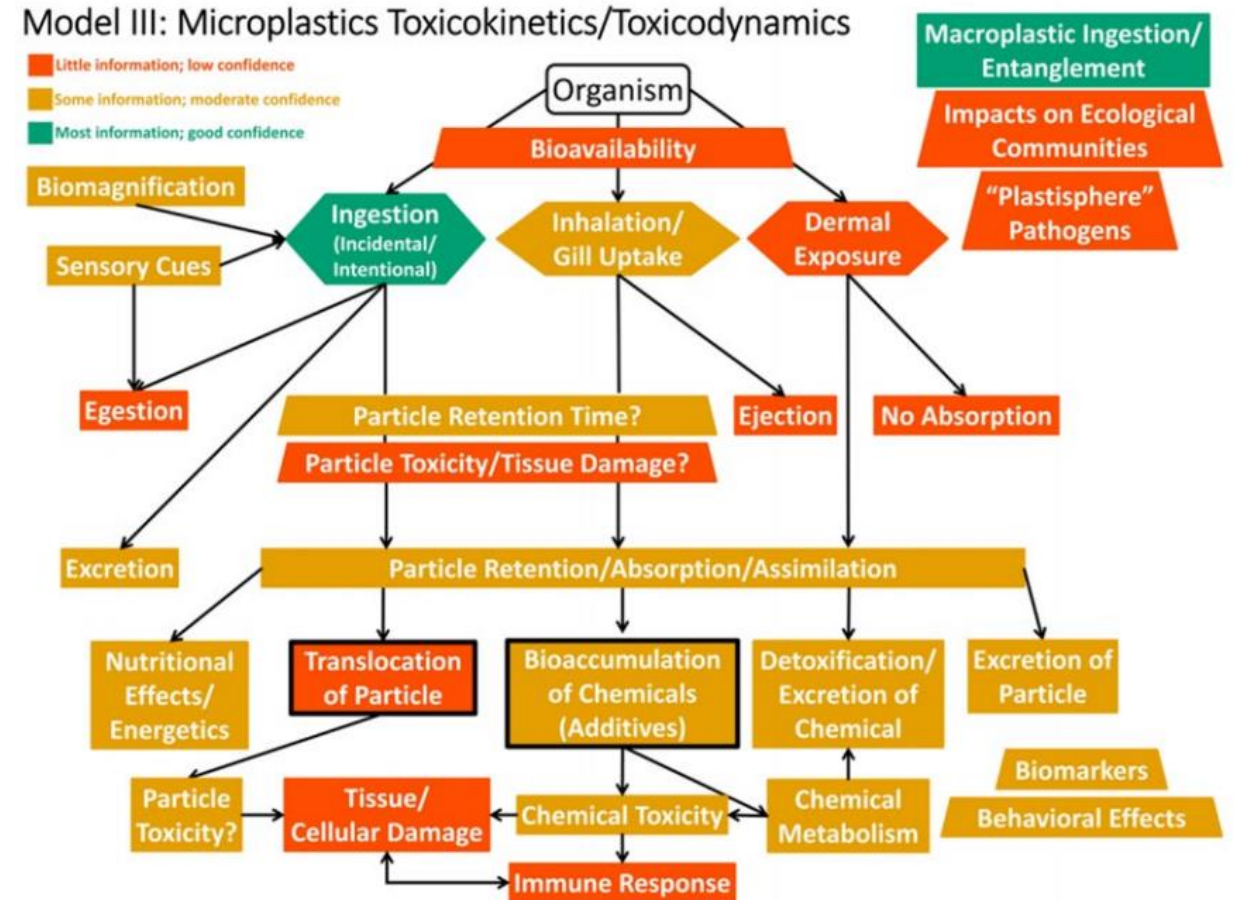 Model III: Microplastics Toxicokinetics/Toxicodynamics
Little information; low confidence
Some information; moderate confidence
Most information; good confidence
Macroplastic Ingestion/
Entanglement
Impacts on Ecological
Communities
“Plastisphere”
Pathogens
Organism
Bioavailability
Biomagnification
Sensory Cues
Ingestion
(Incidental/
Intentional)
Inhalation/
Gill Uptake
Dermal
Exposure
Egestion
Particle Retention Time?
Ejection
No Absorption
Particle Toxicity/Tissue Damage?
Excretion
Particle Retention/Absorption/Assimilation
Nutritional
Effects/
Energetics
Translocation
of Particle
Bioaccumulation
of Chemicals
(Additives)
Detoxification/
Excretion of
Chemical
Excretion of
Particle
Particle
Toxicity?
Tissue/
Cellular Damage
Chemical Toxicity
Chemical
Metabolism
Biomarkers
Behavioral Effects
Immune Response